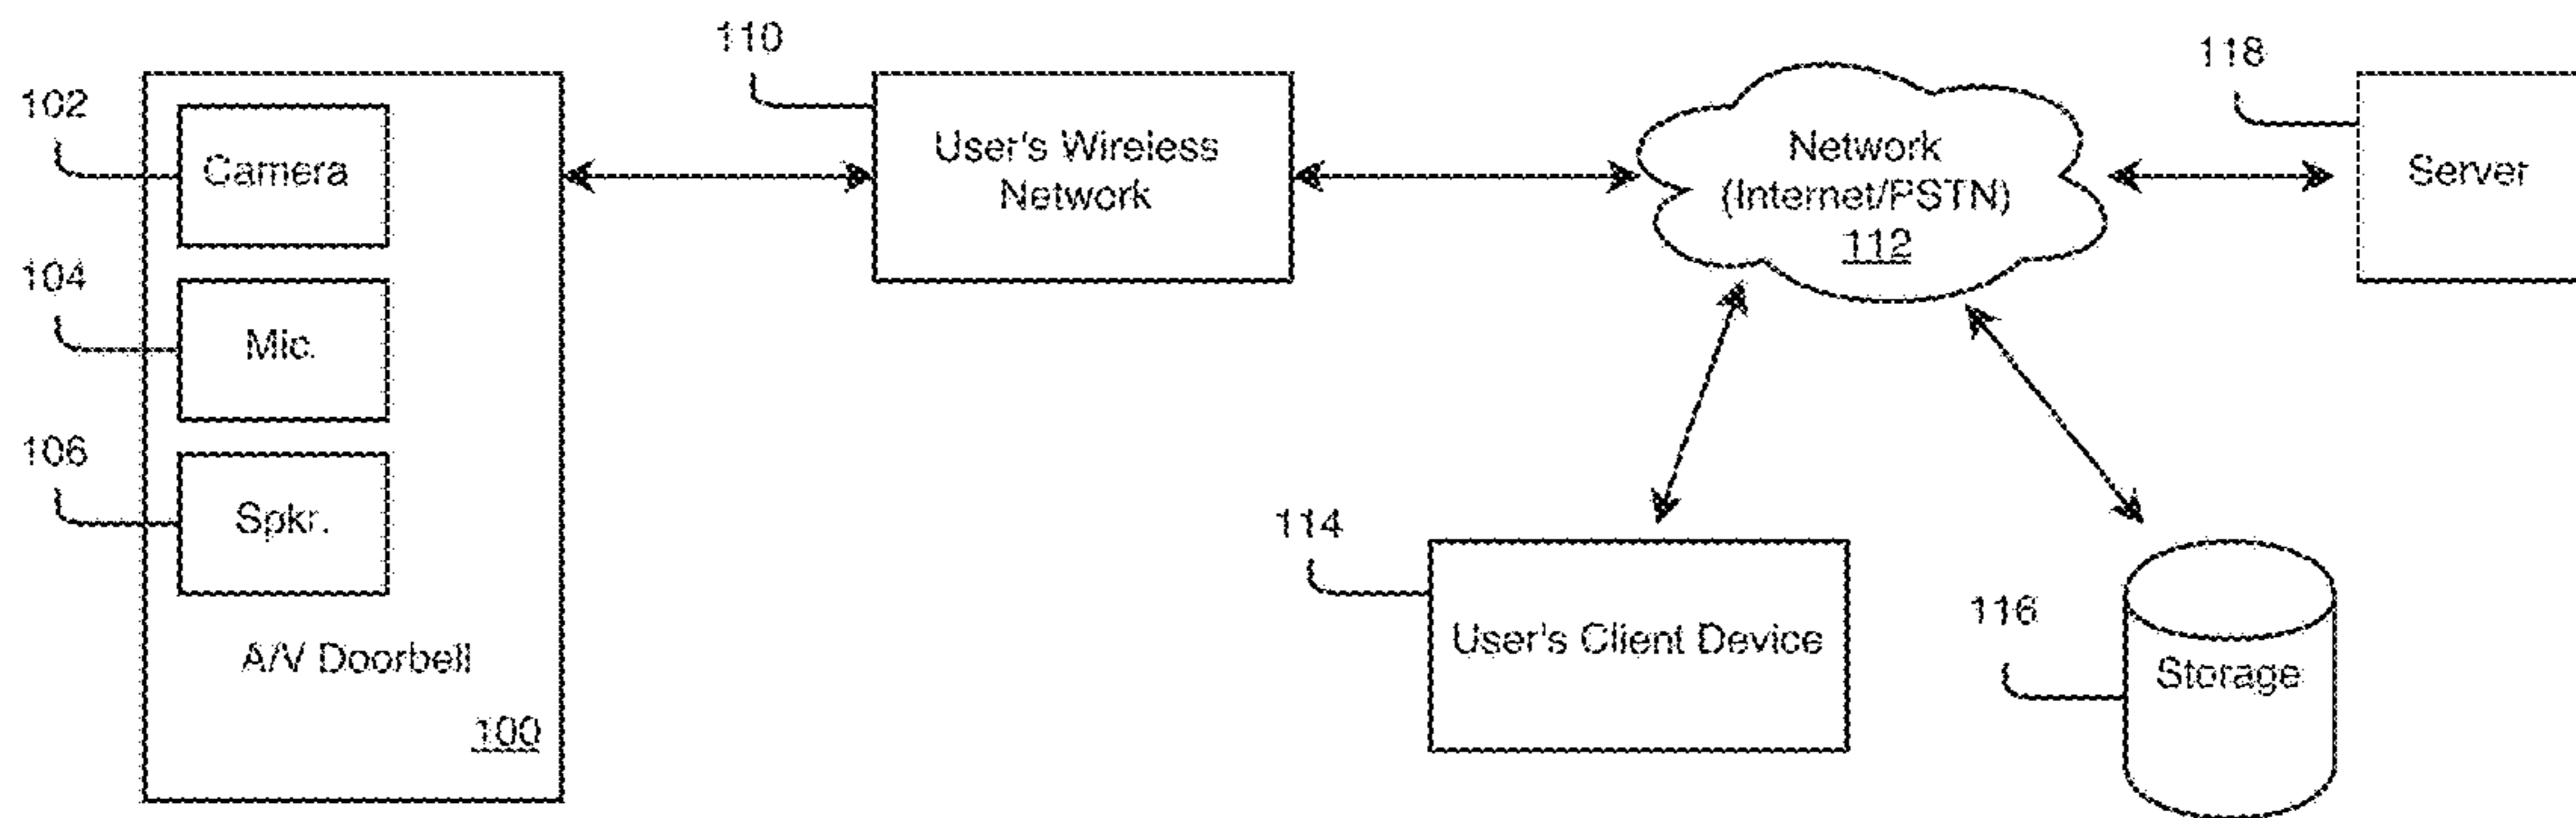 110
118
102
Camera
User's Wireless
Network
Network
(Internet/PSTN)
112
Server
104
Mic.
106
Spkr.
114
User's Client Device
116
Storage
A/V Doorbell
100